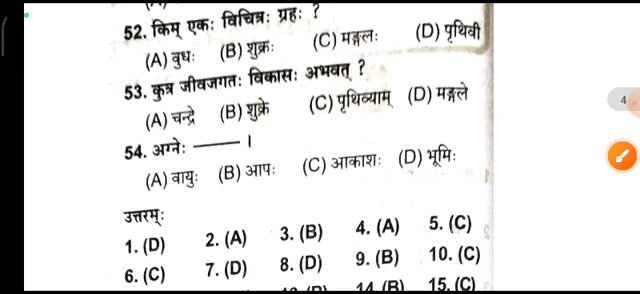 52. किम् एकः विचित्रः ग्रहः ?
(A) वुधः (B) शुक्रः (C) मङ्गलः (D) पृथिवी
53. कुत्र जीवजगतः विकासः अभवत् ?
(A) चन्द्रे (B) शुक्रे (C) पृथिव्याम् (D) मङ्गले
54. अग्नेः ——— ।
(A) वायुः (B) आपः (C) आकाशः (D) भूमिः
उत्तरम्ः
1. (D) 2. (A) 3. (B) 4. (A) 5. (C)
6. (C) 7. (D) 8. (D) 9. (B) 10. (C)
14 (B) 15. (C)
4